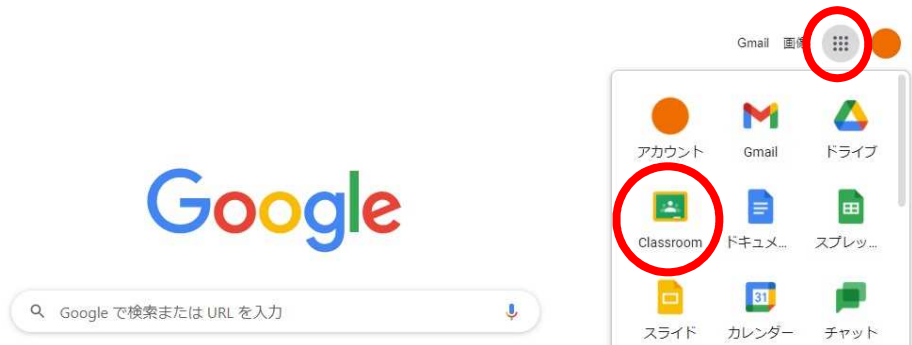 Gmail 画像
アカウント Gmail ドライブ
Google
Classroom ドキュメ... スプレッ...
31
Google で検索または URL を入力
スライド カレンダー チャット